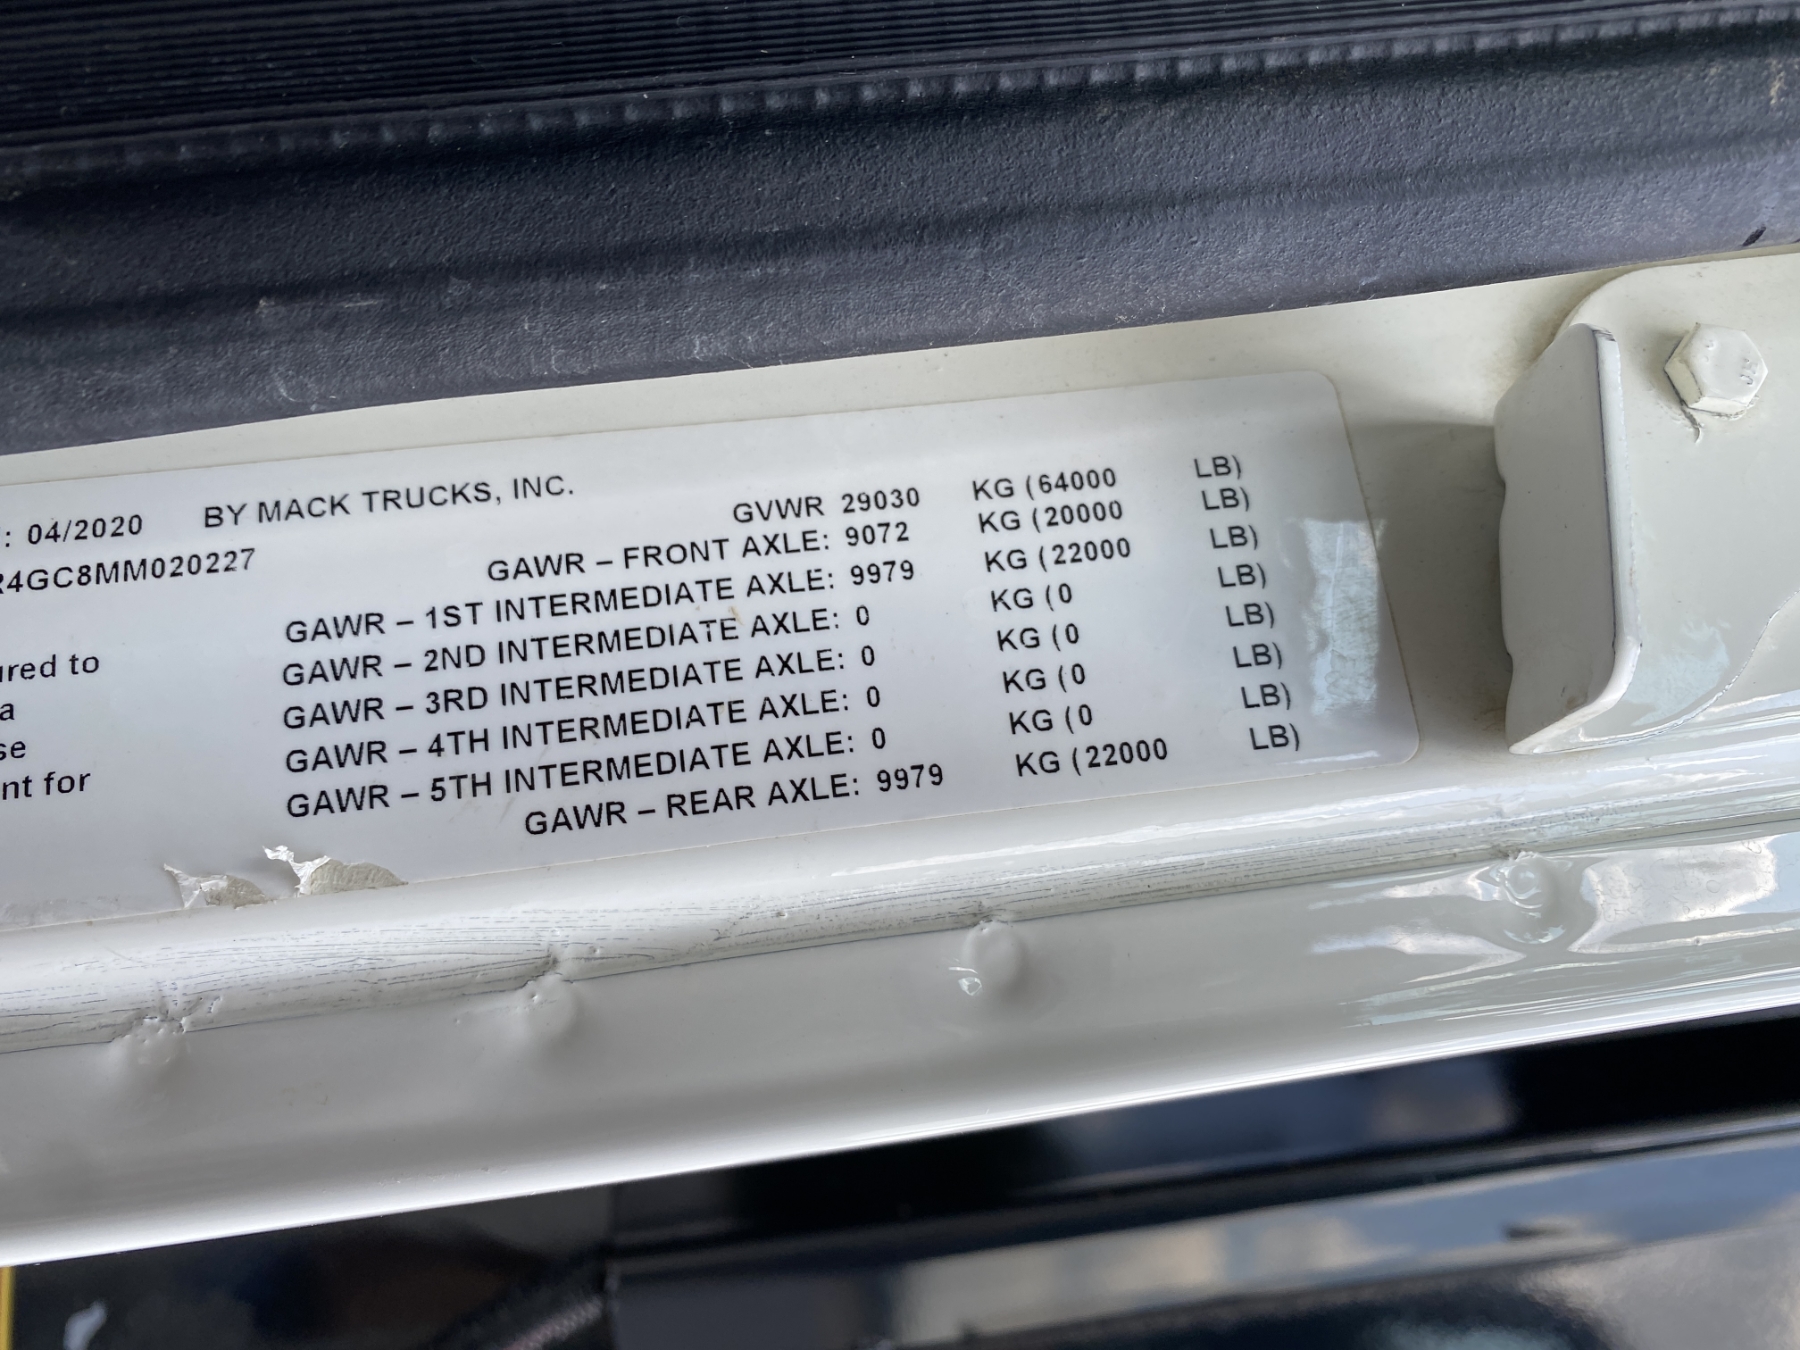 : 04/2020 BY MACK TRUCKS, INC.
R4GC8MM020227
GVWR 29030 KG (64000 LB)
GAWR – FRONT AXLE: 9072 KG (20000 LB)
GAWR – 1ST INTERMEDIATE AXLE: 9979 KG (22000 LB)
GAWR – 2ND INTERMEDIATE AXLE: 0 KG (0 LB)
GAWR – 3RD INTERMEDIATE AXLE: 0 KG (0 LB)
GAWR – 4TH INTERMEDIATE AXLE: 0 KG (0 LB)
GAWR – 5TH INTERMEDIATE AXLE: 0 KG (0 LB)
GAWR – REAR AXLE: 9979 KG (22000 LB)
ured to
a
se
nt for